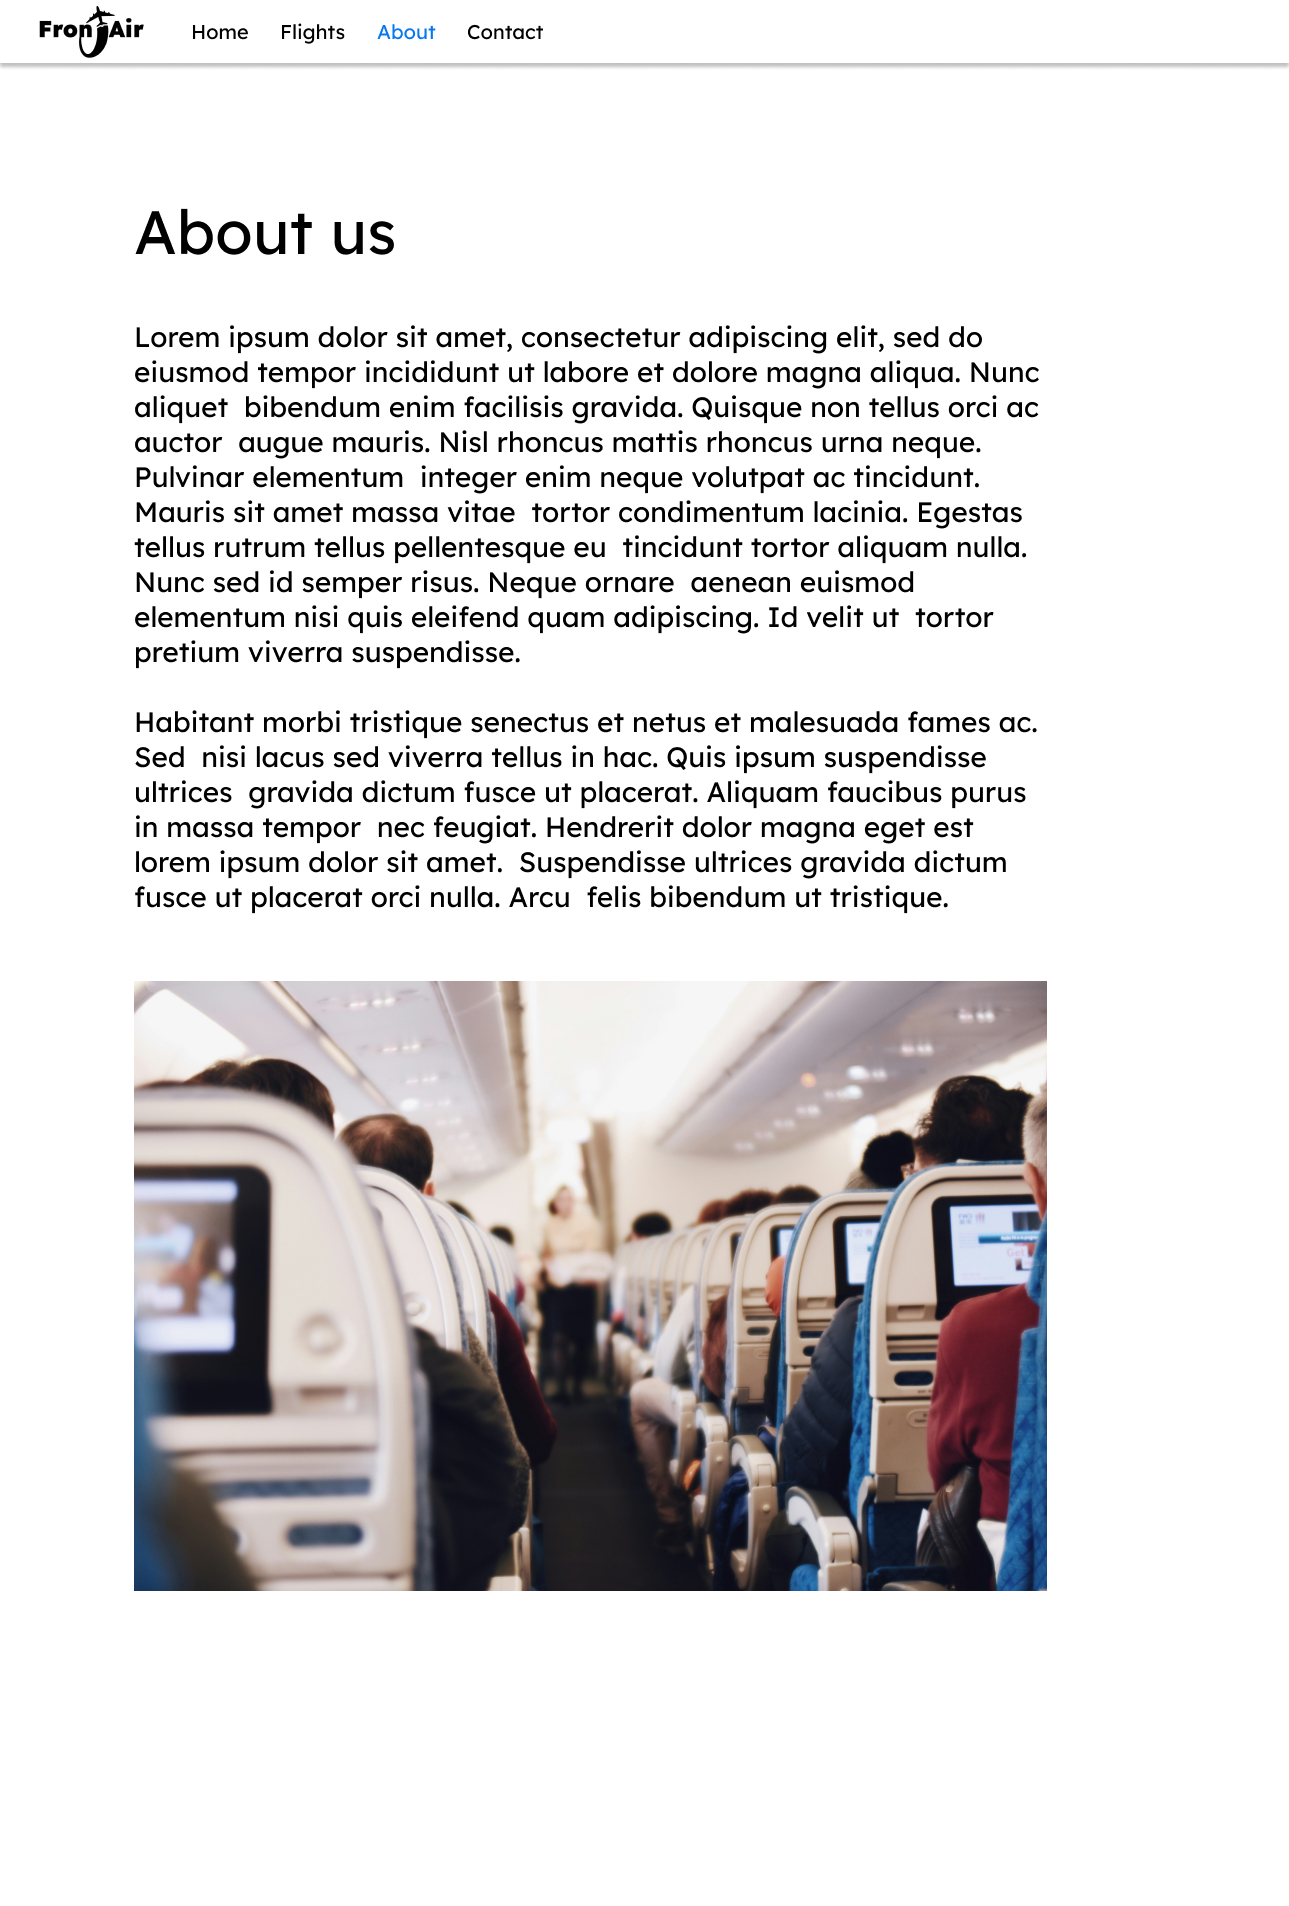 FronAir
Home Flights About Contact
About us
Lorem ipsum dolor sit amet, consectetur adipiscing elit, sed do
eiusmod tempor incididunt ut labore et dolore magna aliqua. Nunc
aliquet  bibendum enim facilisis gravida. Quisque non tellus orci ac
auctor  augue mauris. Nisl rhoncus mattis rhoncus urna neque.
Pulvinar elementum  integer enim neque volutpat ac tincidunt.
Mauris sit amet massa vitae  tortor condimentum lacinia. Egestas
tellus rutrum tellus pellentesque eu  tincidunt tortor aliquam nulla.
Nunc sed id semper risus. Neque ornare  aenean euismod
elementum nisi quis eleifend quam adipiscing. Id velit ut  tortor
pretium viverra suspendisse.
Habitant morbi tristique senectus et netus et malesuada fames ac.
Sed  nisi lacus sed viverra tellus in hac. Quis ipsum suspendisse
ultrices  gravida dictum fusce ut placerat. Aliquam faucibus purus
in massa tempor  nec feugiat. Hendrerit dolor magna eget est
lorem ipsum dolor sit amet.  Suspendisse ultrices gravida dictum
fusce ut placerat orci nulla. Arcu  felis bibendum ut tristique.